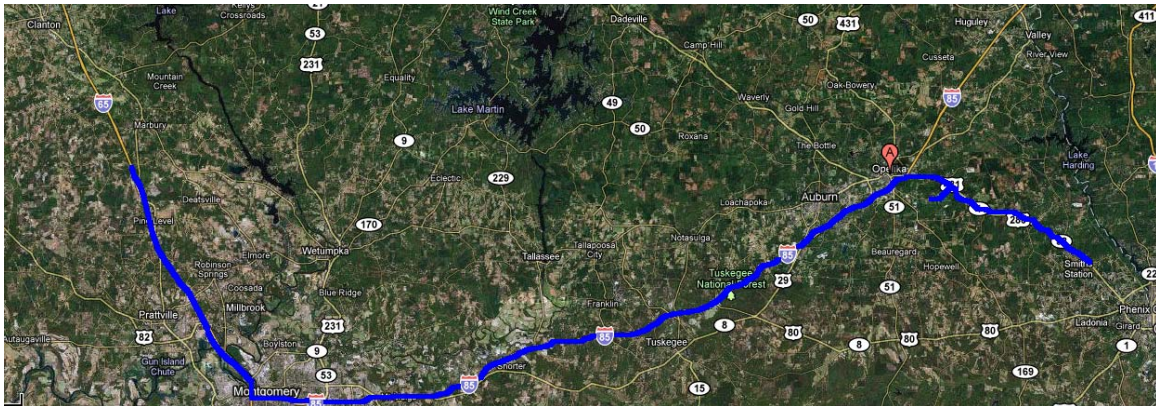 Lake
Kellys
Crossroads
21
Clanton
53
231
Wind Creek
State Park
Dadeville
50
431
Huguley
411
Valley
River View
Camp Hill
Cusseta
Mountain
Creek
Equality
Oak-Bowery
65
Lake Martin
49
Waverly
Gold Hill
85
Marbury
9
50
Roxana
The Bottle
A
Lake
Harding
Eclectic
229
Opelika
Deatsville
Auburn
Loachapoka
51
Pine Level
170
Elmore
Wetumpka
Tallassee
Tallapoosa
City
Notasulga
Beauregard
Hopewell
Smiths
Station
Robinson
Springs
Coosada
Blue Ridge
85
Tuskegee
National Forest
29
51
22
Prattville
Millbrook
Franklin
Phenix C
82
231
8
80
80
Ladonia
Girard
Autaugaville
Boylston
9
85
Tuskegee
8
1
Gun Island
Chute
53
Shorter
169
Montgomery
85
85
15